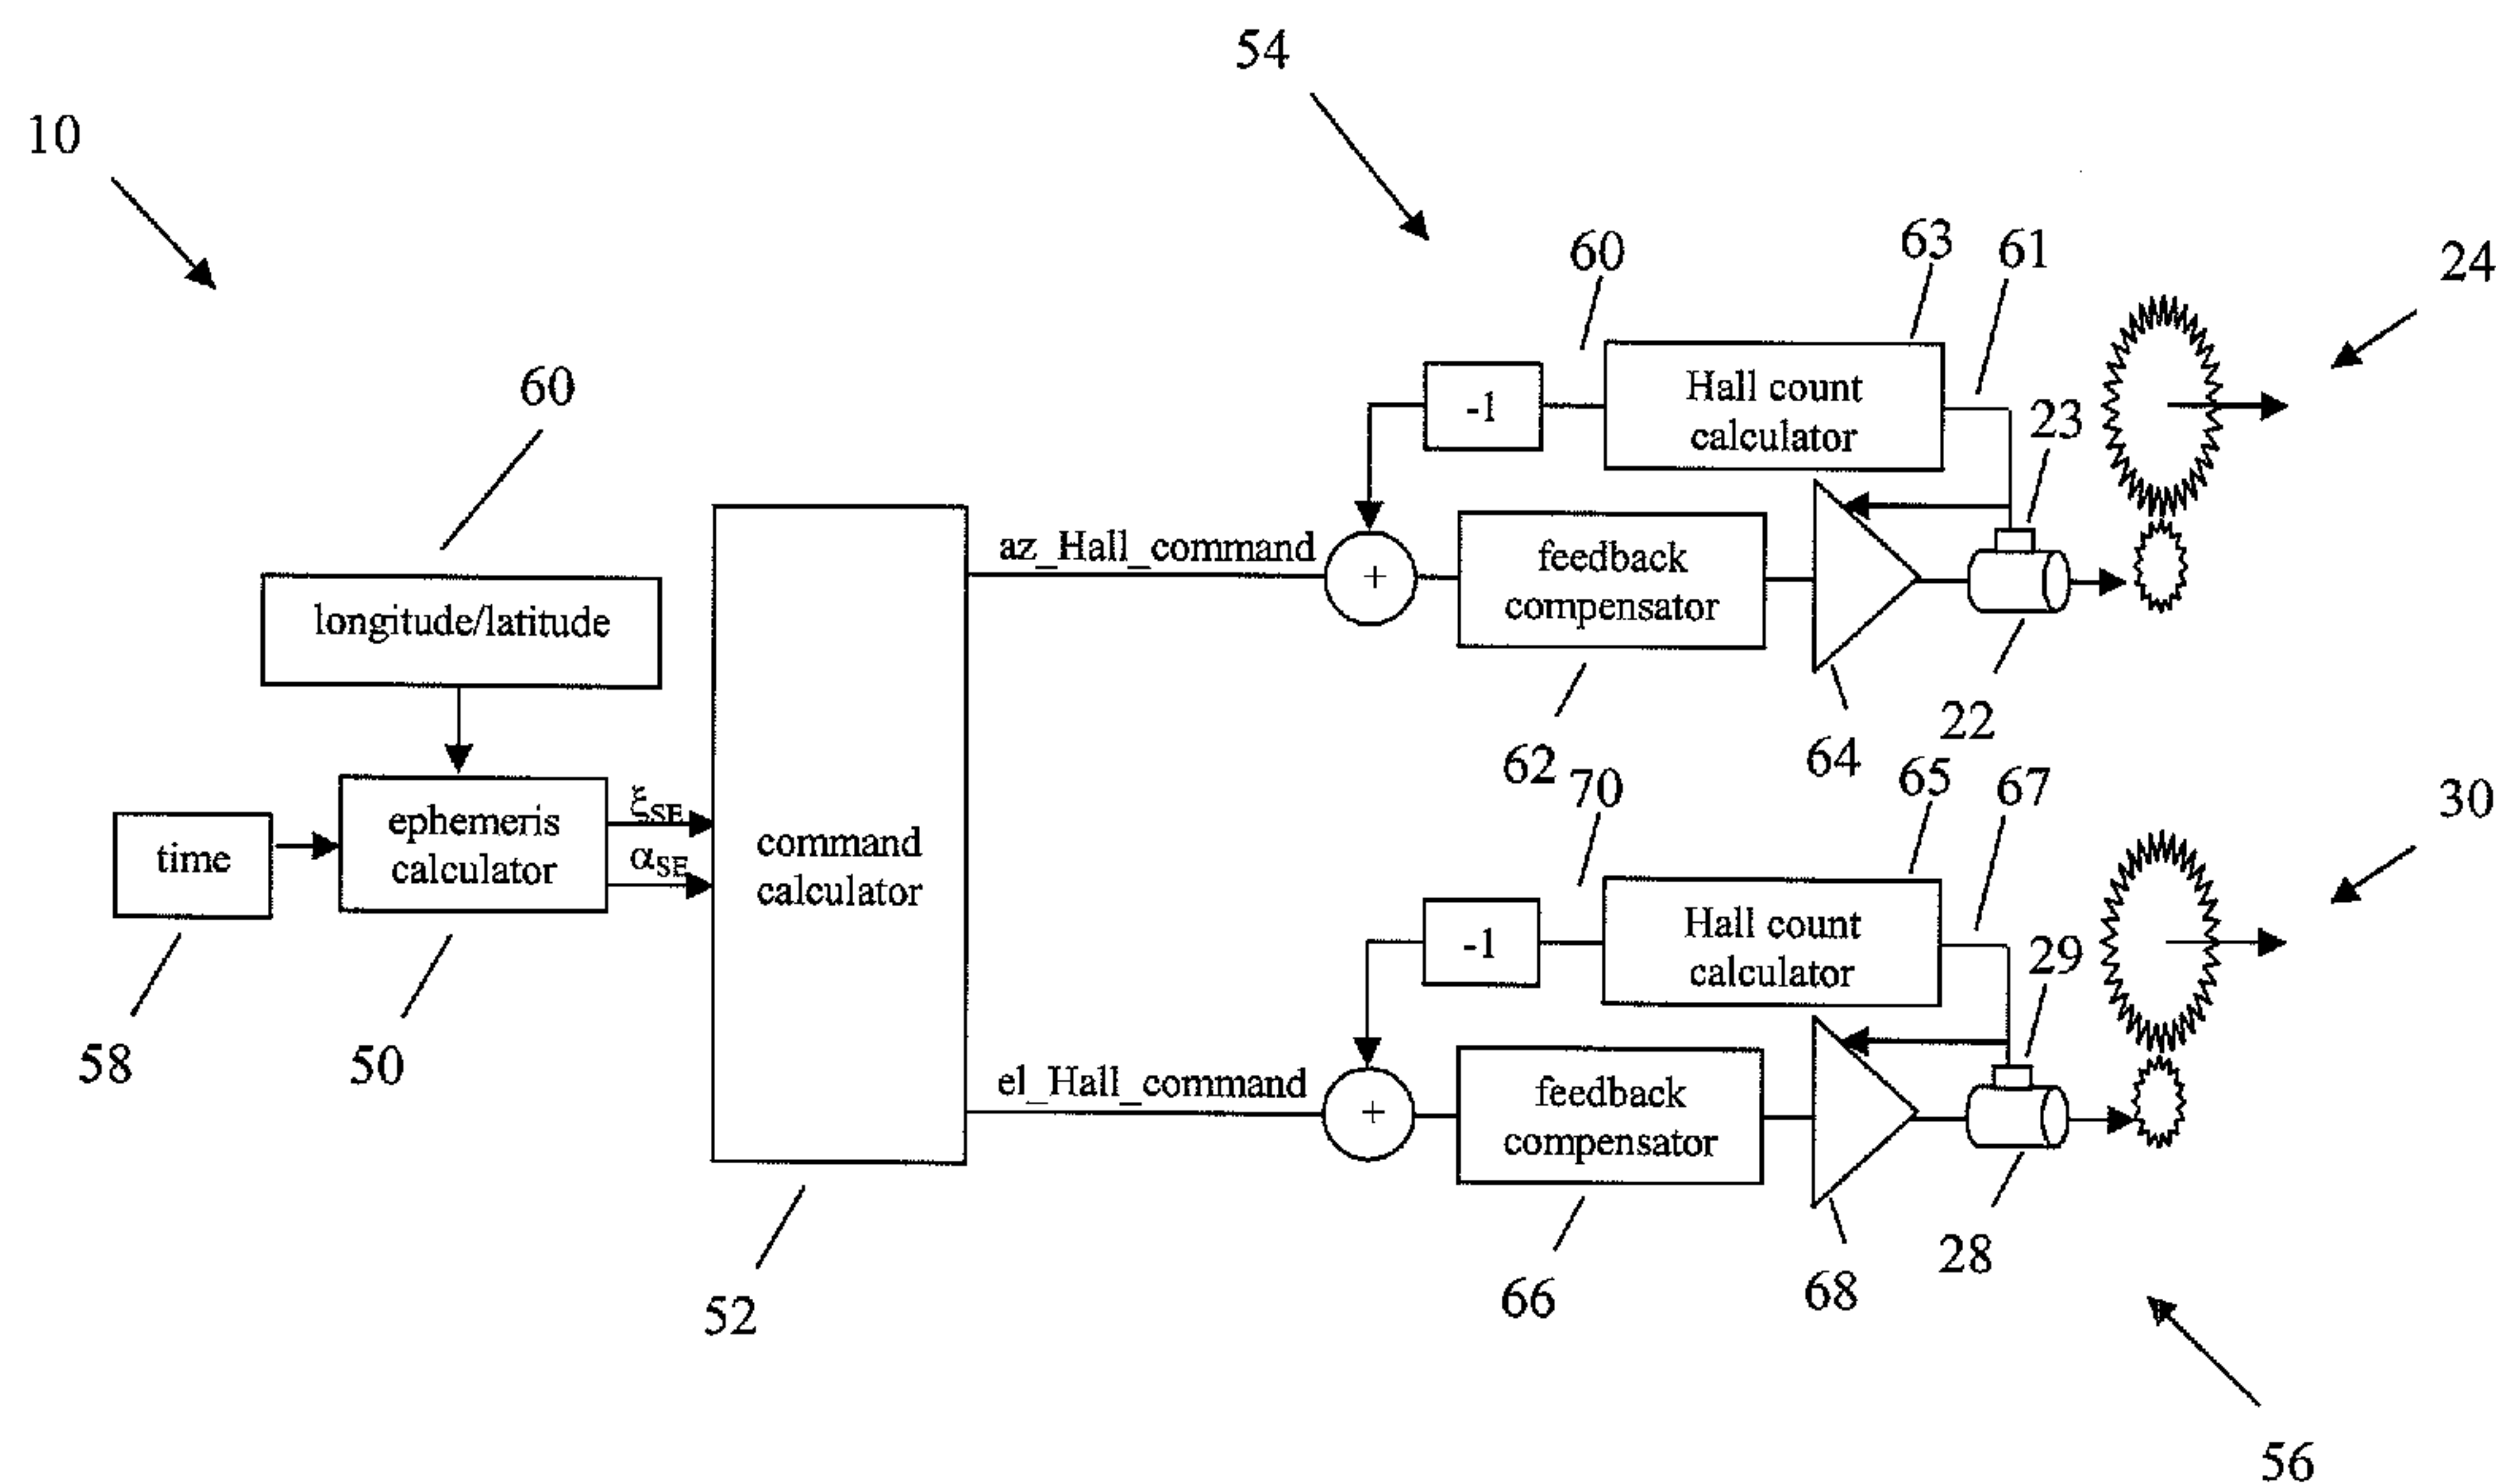 54
10
60
63
61
24
60
-1
Hall count
calculator
23
az_Hall_command
+
feedback
compensator
longitude/latitude
62
64
22
70
65
67
30
time
ephemeris
calculator
ξSE
αSE
command
calculator
-1
Hall count
calculator
29
58
50
el_Hall_command
+
feedback
compensator
52
66
68
28
56